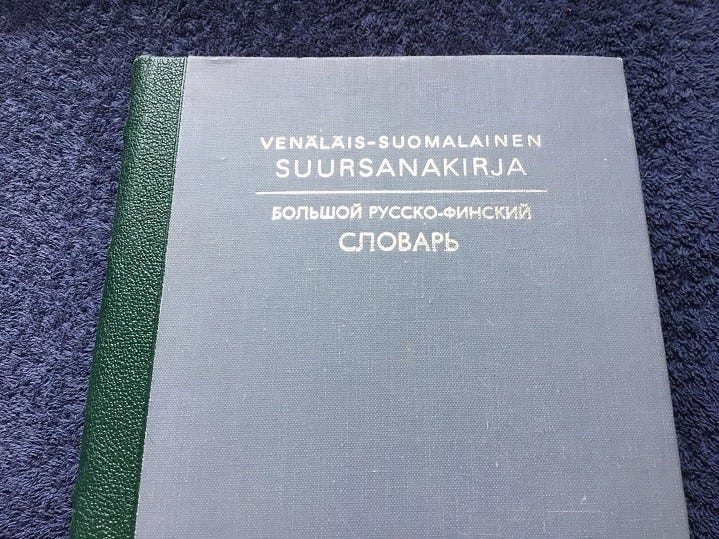 VENÄLÄIS-SUOMALAINEN
SUURSANAKIRJA
БОЛЬШОЙ РУССКО-ФИНСКИЙ
СЛОВАРЬ